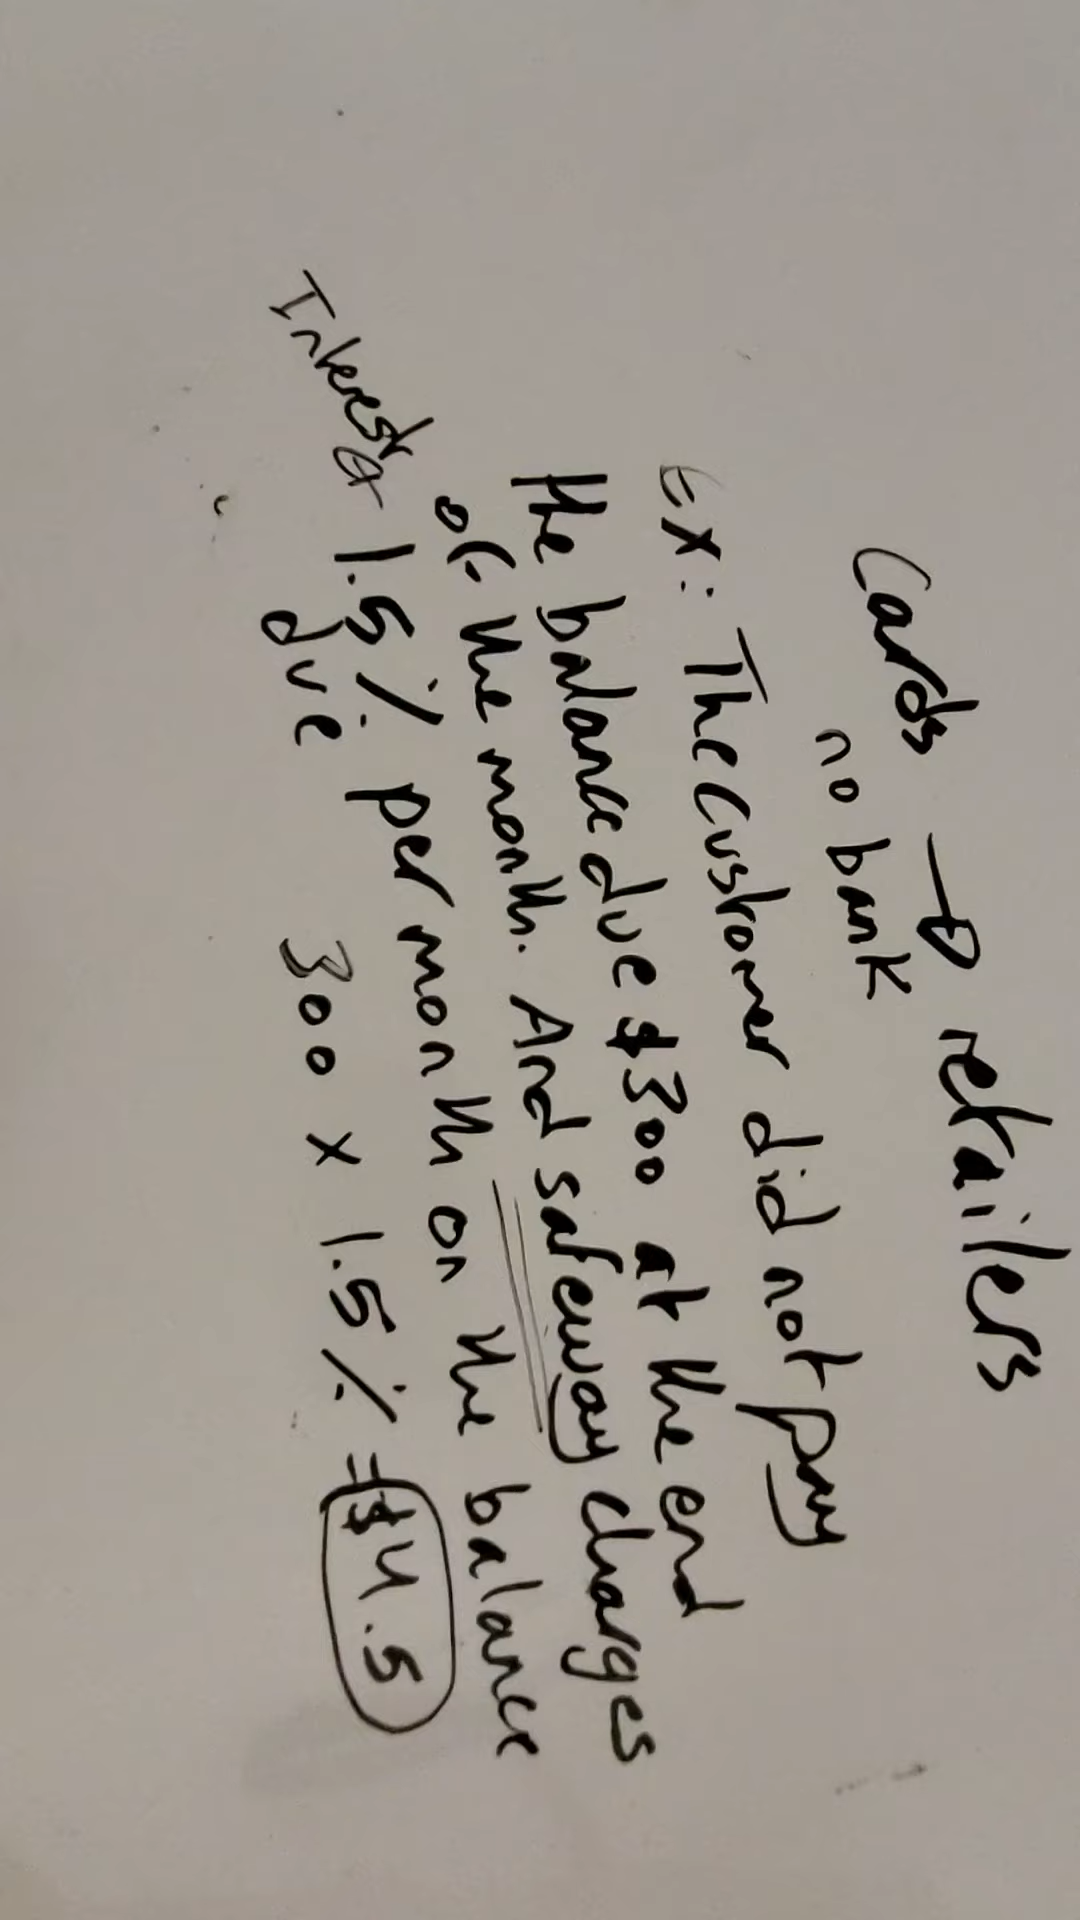 Cards → retailers
no bank
Ex: The customer did not pay
the balance due $300 at the end
of the month. And safeway charges
Interest 1.5% per month on the balance
due 300 x 1.5% = $4.5